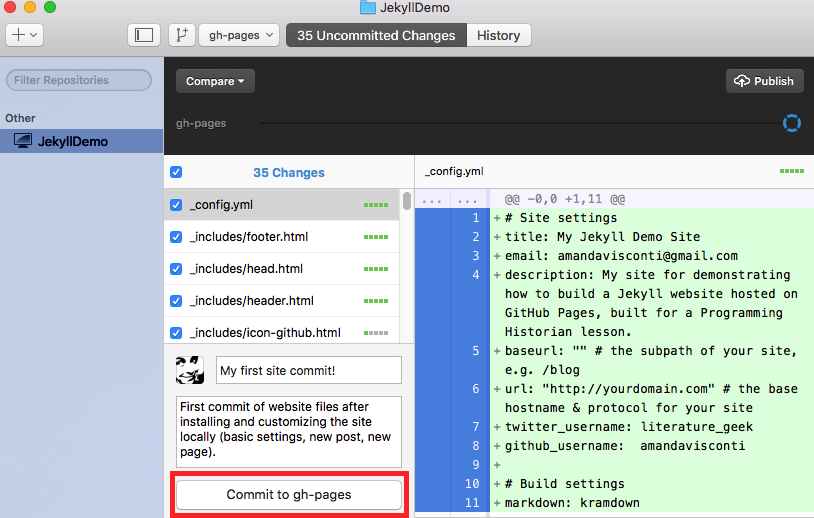 JekyllDemo
gh-pages
35 Uncommitted Changes
History
Filter Repositories
Compare
Publish
Other
gh-pages
JekyllDemo
35 Changes
_config.yml
_includes/footer.html
_includes/head.html
_includes/header.html
_includes/icon-github.html
My first site commit!
First commit of website files after
installing and customizing the site
locally (basic settings, new post, new
page).
Commit to gh-pages
_config.yml
... ... @@ -0,0 +1,11 @@
1 + # Site settings
2 + title: My Jekyll Demo Site
3 + email: amandavisconti@gmail.com
4 + description: My site for demonstrating
how to build a Jekyll website hosted on
GitHub Pages, built for a Programming
Historian lesson.
5 + baseurl: "" # the subpath of your site,
e.g. /blog
6 + url: "http://yourdomain.com" # the base
hostname & protocol for your site
7 + twitter_username: literature_geek
8 + github_username:  amandavisconti
9 +
10 + # Build settings
11 + markdown: kramdown